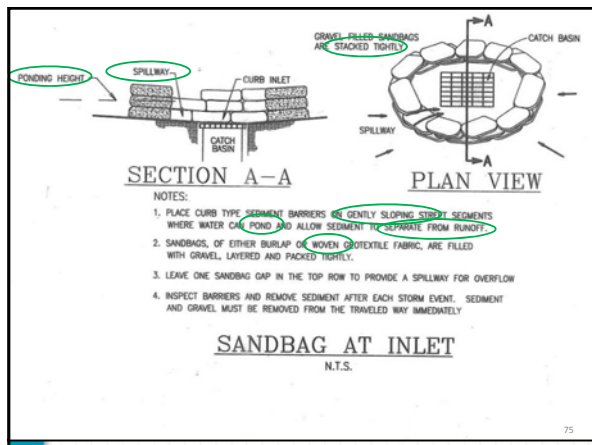 GRAVEL FILLED SANDBAGS
ARE STACKED TIGHTLY
A
CATCH BASIN
PONDING HEIGHT
SPILLWAY
CURB INLET
CATCH
BASIN
SPILLWAY
A
SECTION A-A
PLAN VIEW
NOTES:
1. PLACE CURB TYPE SEDIMENT BARRIERS ON GENTLY SLOPING STREET SEGMENTS
WHERE WATER CAN POND AND ALLOW SEDIMENT TO SEPARATE FROM RUNOFF.
2. SANDBAGS, OF EITHER BURLAP OR WOVEN GEOTEXTILE FABRIC, ARE FILLED
WITH GRAVEL, LAYERED AND PACKED TIGHTLY.
3. LEAVE ONE SANDBAG GAP IN THE TOP ROW TO PROVIDE A SPILLWAY FOR OVERFLOW
4. INSPECT BARRIERS AND REMOVE SEDIMENT AFTER EACH STORM EVENT. SEDIMENT
AND GRAVEL MUST BE REMOVED FROM THE TRAVELED WAY IMMEDIATELY
SANDBAG AT INLET
N.T.S.
75